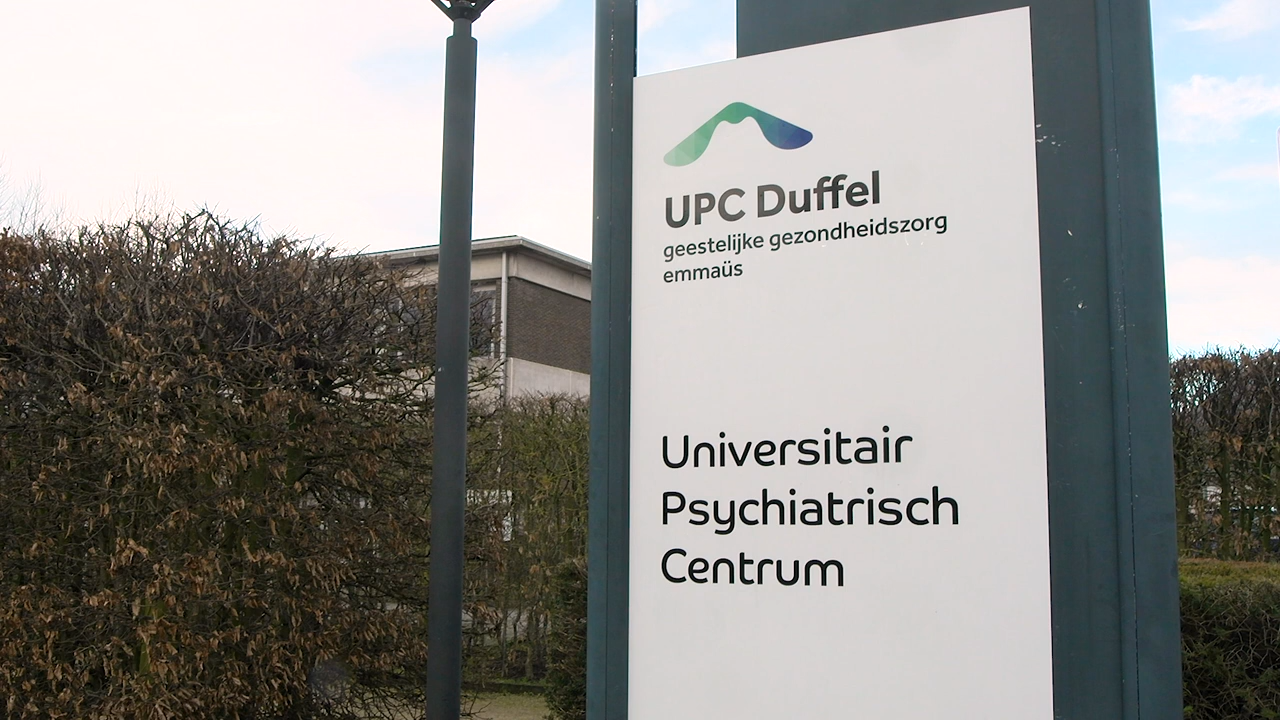 UPC Duffel
geestelijke gezondheidszorg
emmaüs
Universitair
Psychiatrisch
Centrum